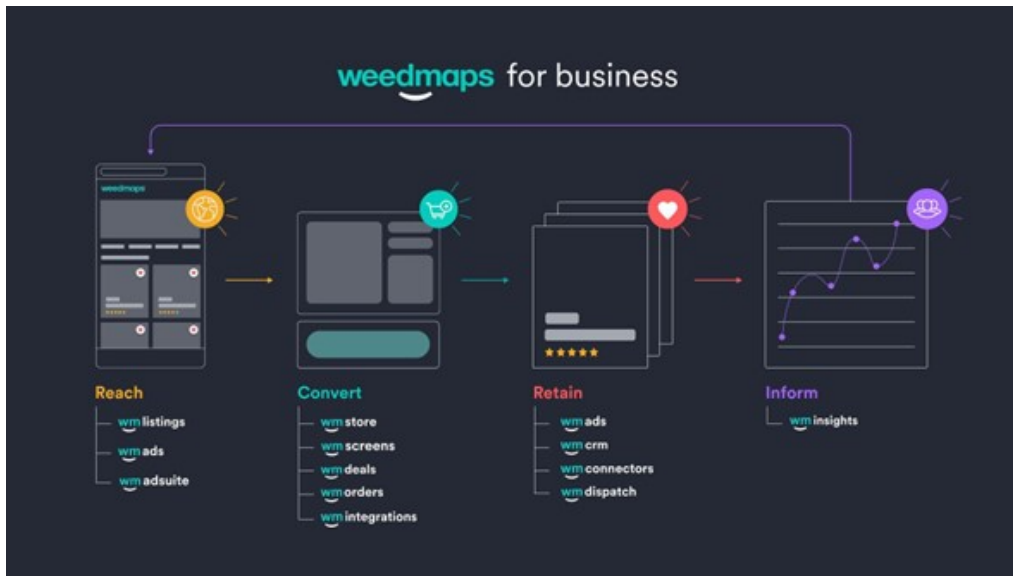 weedmaps for business
weedmaps
Reach
wm listings
wm ads
wm adsuite
Convert
wm store
wm screens
wm deals
wm orders
wm integrations
Retain
wm ads
wm crm
wm connectors
wm dispatch
Inform
wm insights